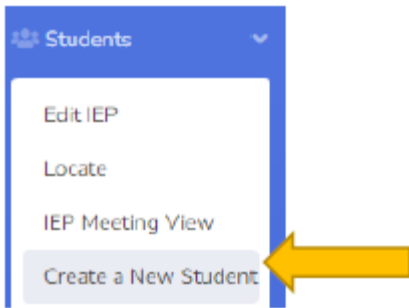 Students
Edit IEP
Locate
IEP Meeting View
Create a New Student